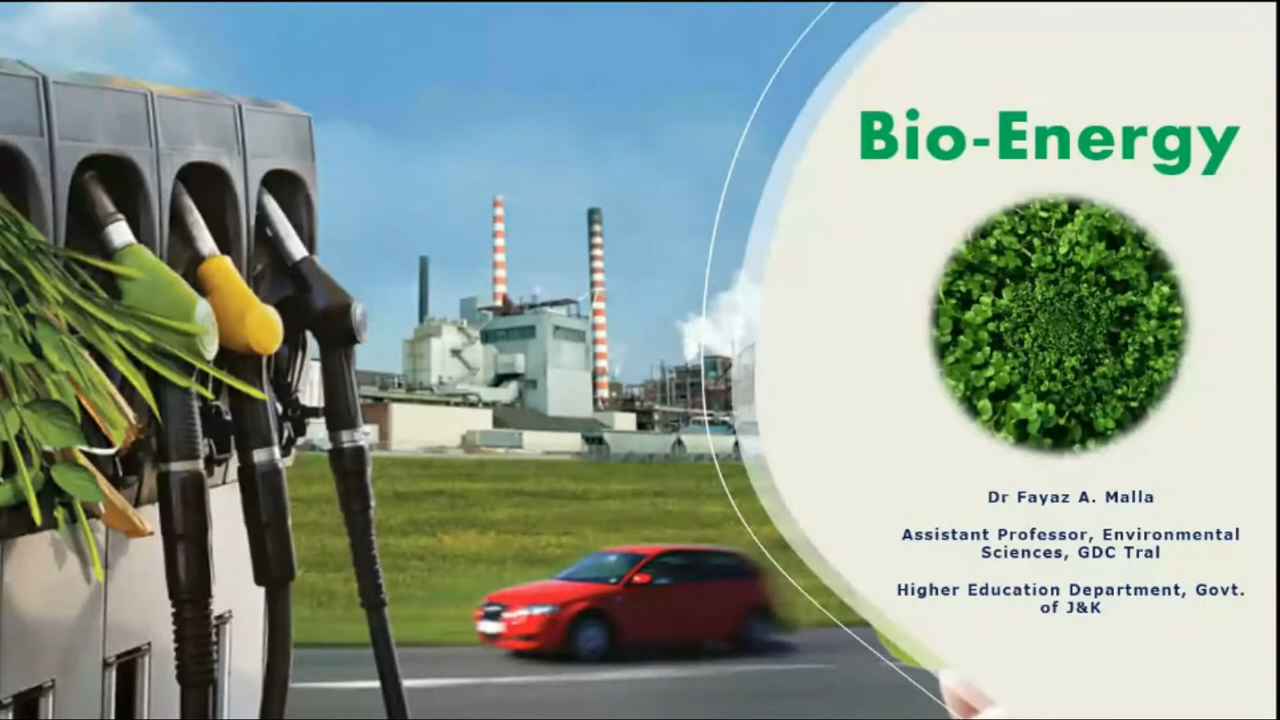 Bio-Energy
Dr Fayaz A. Malla
Assistant Professor, Environmental
Sciences, GDC Tral
Higher Education Department, Govt.
of J&K